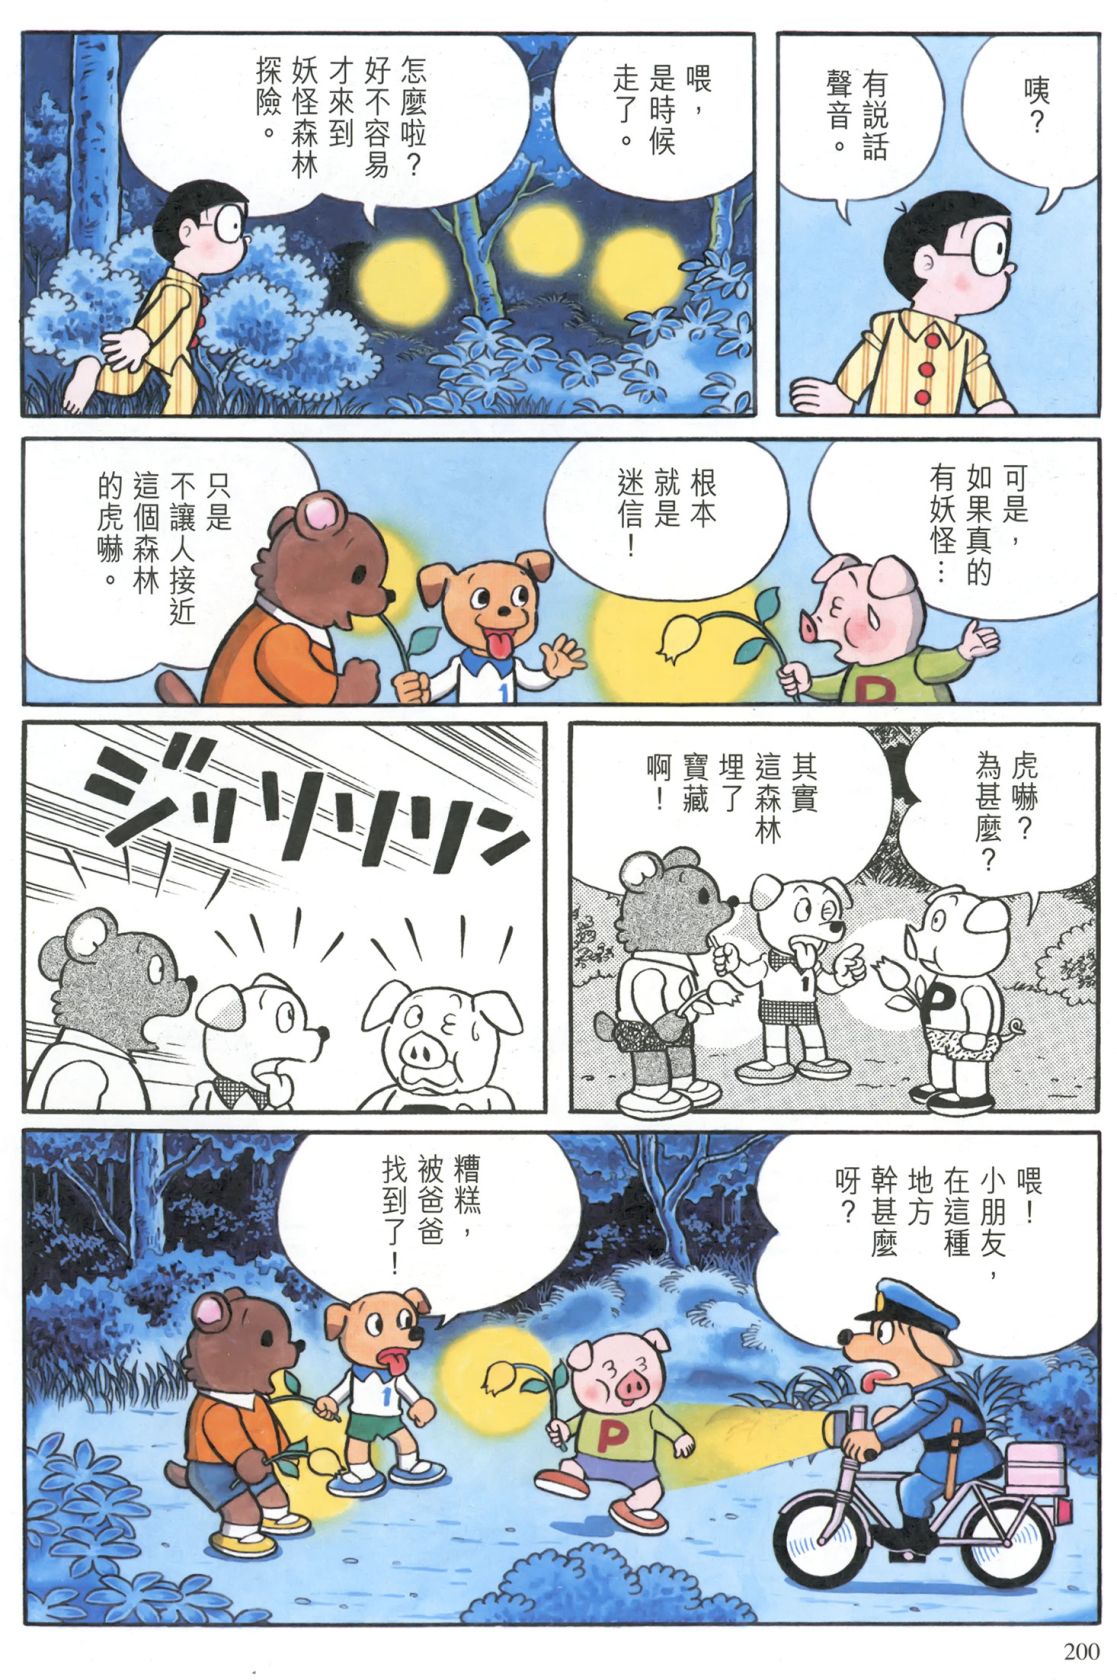 咦?
有説話
聲音。
喂,
是時候
走了。
怎麼啦?
好不容易
才來到
妖怪森林
探險。
可是,
如果真的
有妖怪…
根本
就是
迷信!
只是
不讓人接近
這個森林
的虎嚇。
虎嚇?
為甚麼?
其實
這森林
埋了
寶藏
啊!
ジリリリリン
喂!
小朋友,
在這種
地方
幹甚麼
呀?
糟糕,
被爸爸
找到了!
P
1
P
1
P
1
200